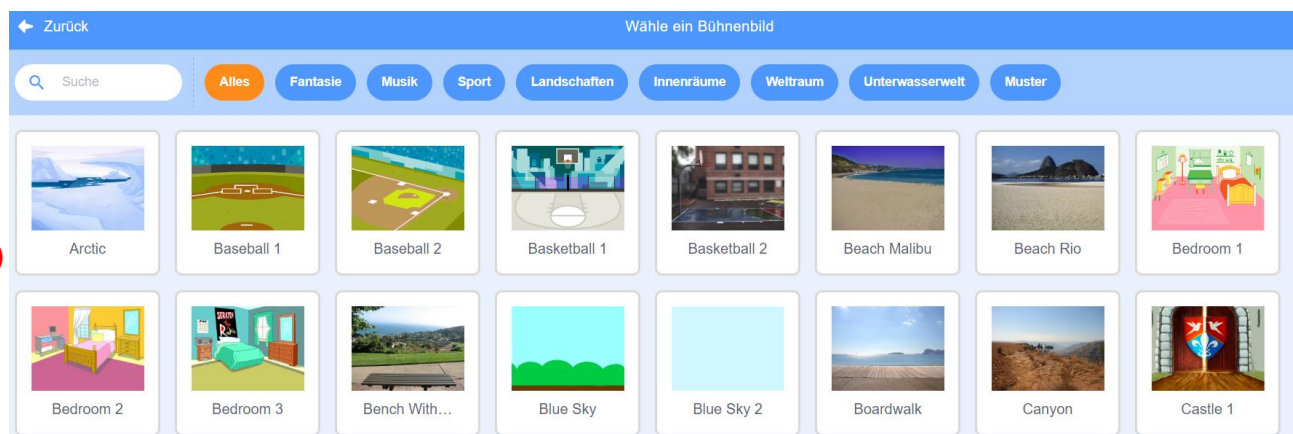 Zurück
Wähle ein Bühnenbild
Suche
Alles
Fantasie
Musik
Sport
Landschaften
Innenräume
Weltraum
Unterwasserwelt
Muster
Arctic
Baseball 1
Baseball 2
Basketball 1
Basketball 2
Beach Malibu
Beach Rio
Bedroom 1
Bedroom 2
Bedroom 3
Bench With...
Blue Sky
Blue Sky 2
Boardwalk
Canyon
Castle 1